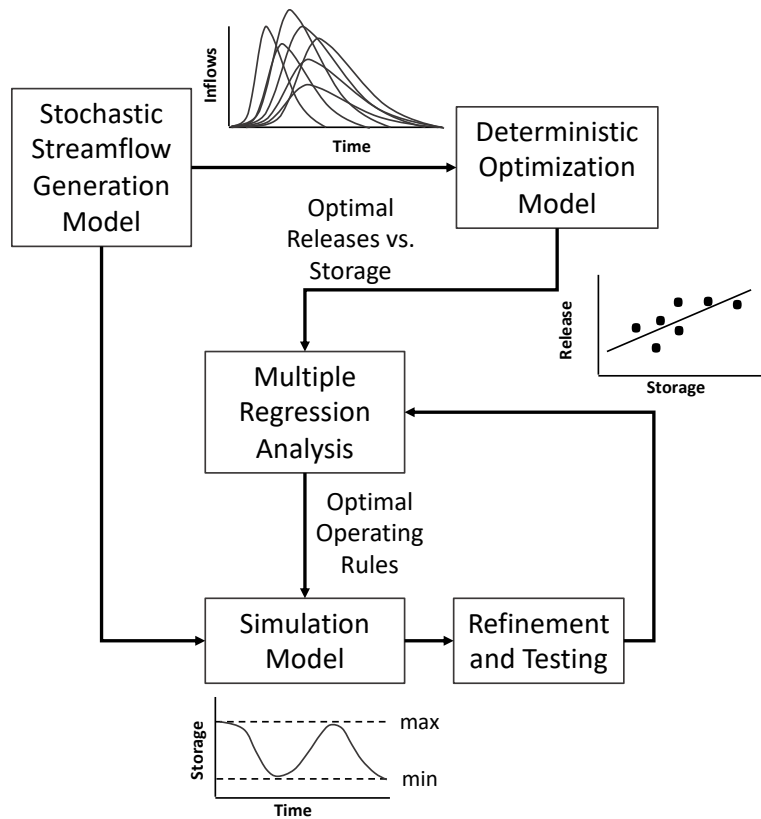 Inflows
Time
Stochastic
Streamflow
Generation
Model
Deterministic
Optimization
Model
Optimal
Releases vs.
Storage
Release
Storage
Multiple
Regression
Analysis
Optimal
Operating
Rules
Simulation
Model
Refinement
and Testing
Storage
max
min
Time